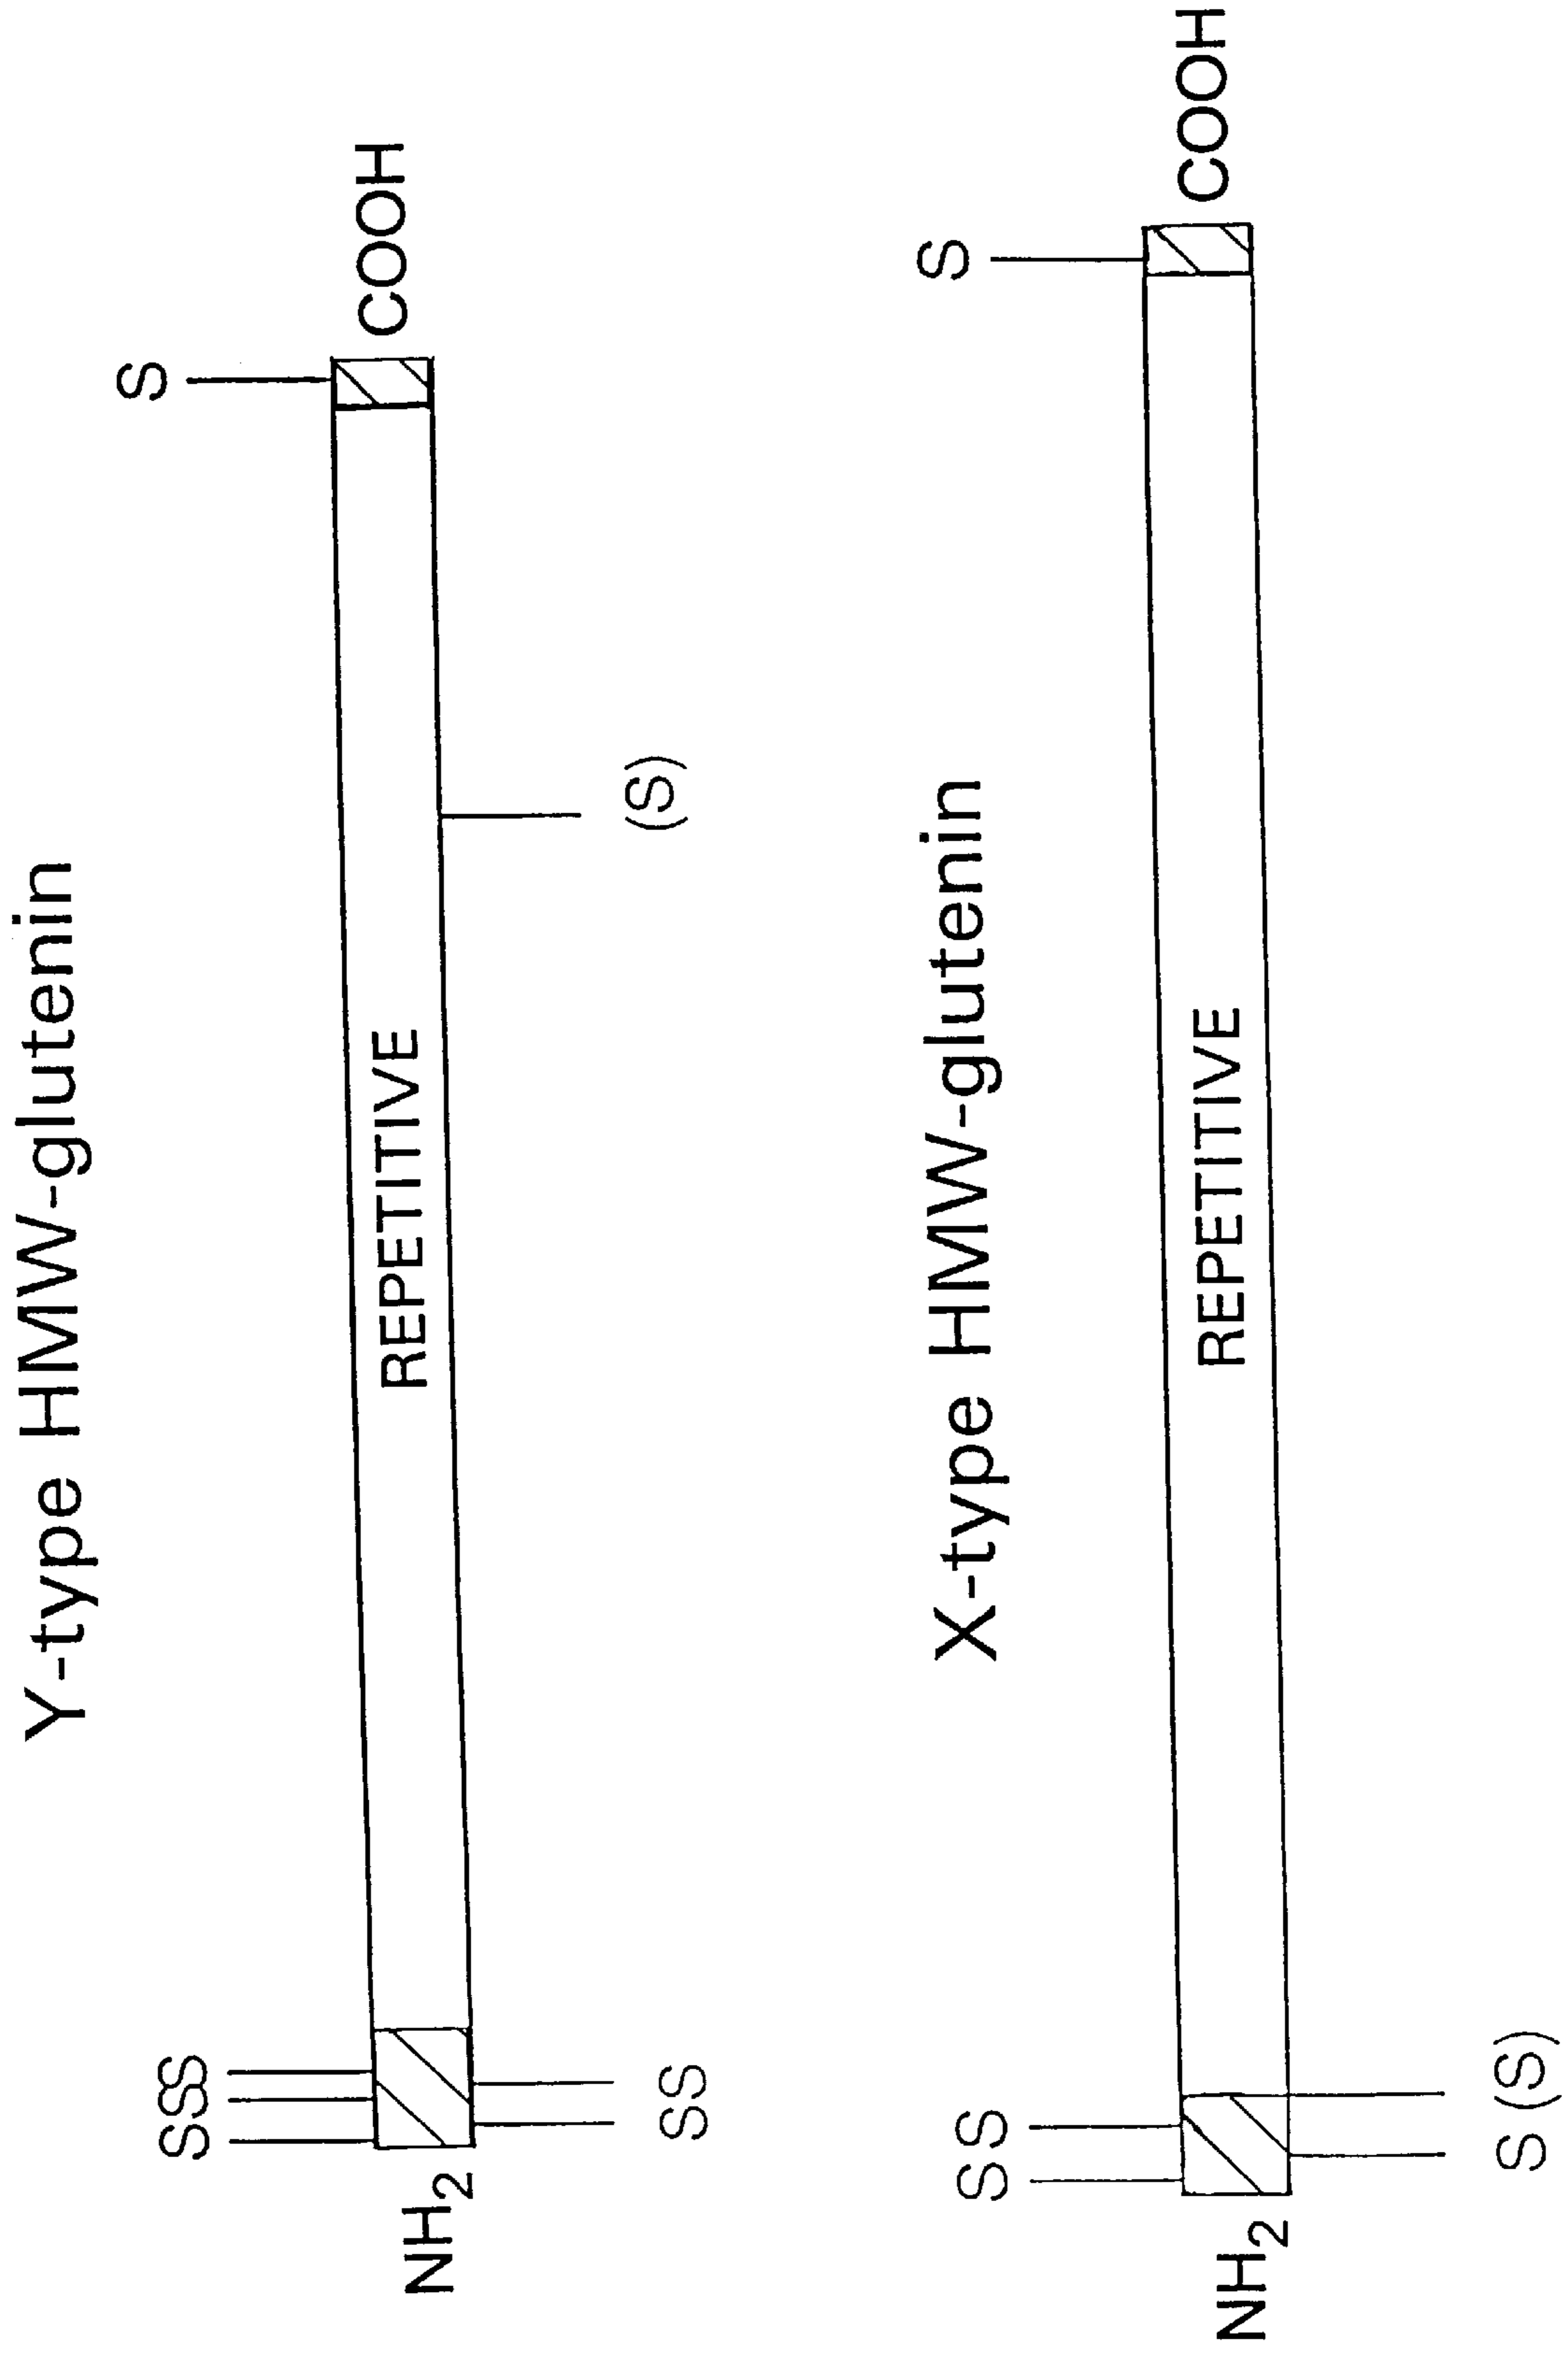 Y-type HMW-glutenin
SSS
S
NH2
REPETITIVE
COOH
SS
(S)
X-type HMW-glutenin
SS
S
NH2
REPETITIVE
COOH
S (S)